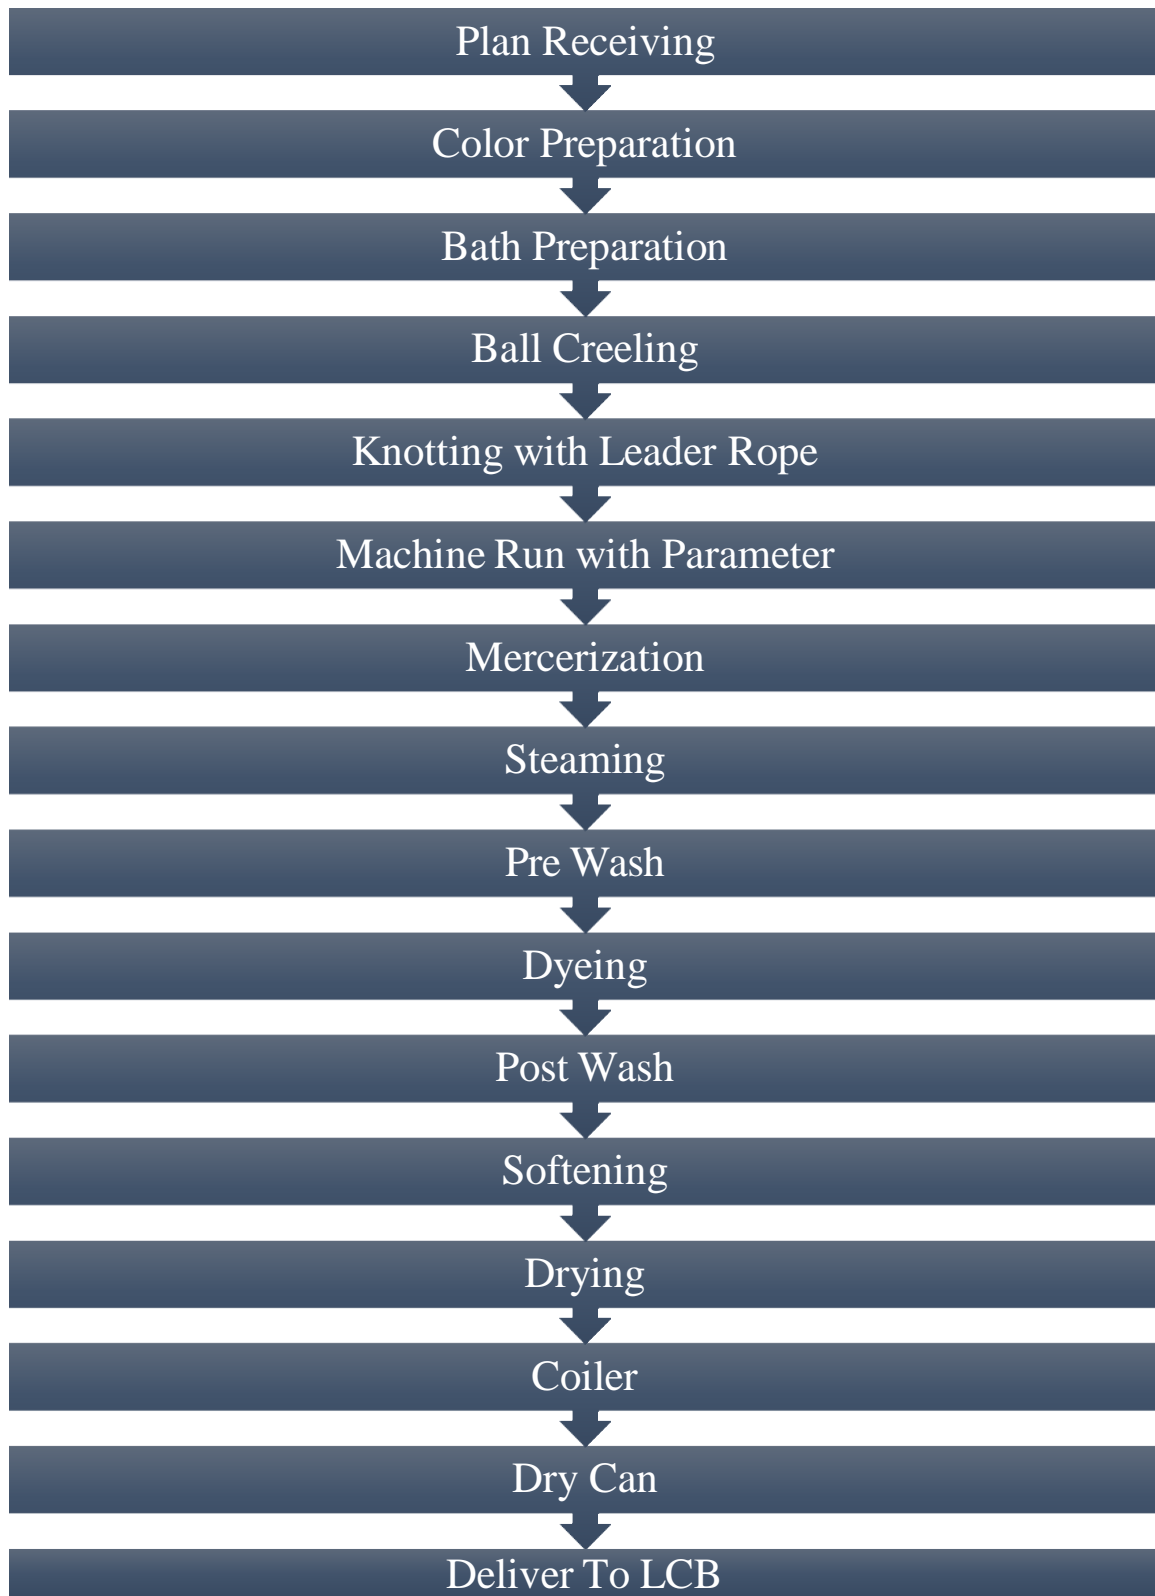 Plan Receiving
Color Preparation
Bath Preparation
Ball Creeling
Knotting with Leader Rope
Machine Run with Parameter
Mercerization
Steaming
Pre Wash
Dyeing
Post Wash
Softening
Drying
Coiler
Dry Can
Deliver To LCB